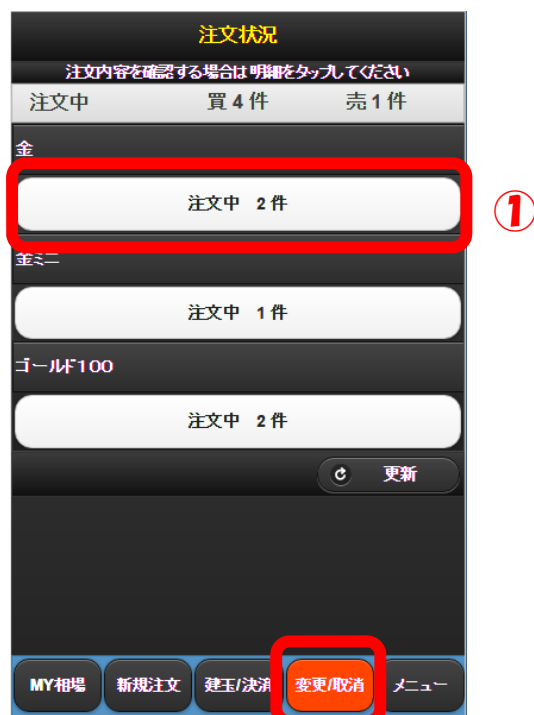 注文状況
注文内容を確認する場合は明細をタップしてください
注文中 買4件 売1件
金
注文中 2件
①
金ミニ
注文中 1件
ゴールド100
注文中 2件
更新
MY相場 新規注文 建玉/決済 変更/取消 メニュー